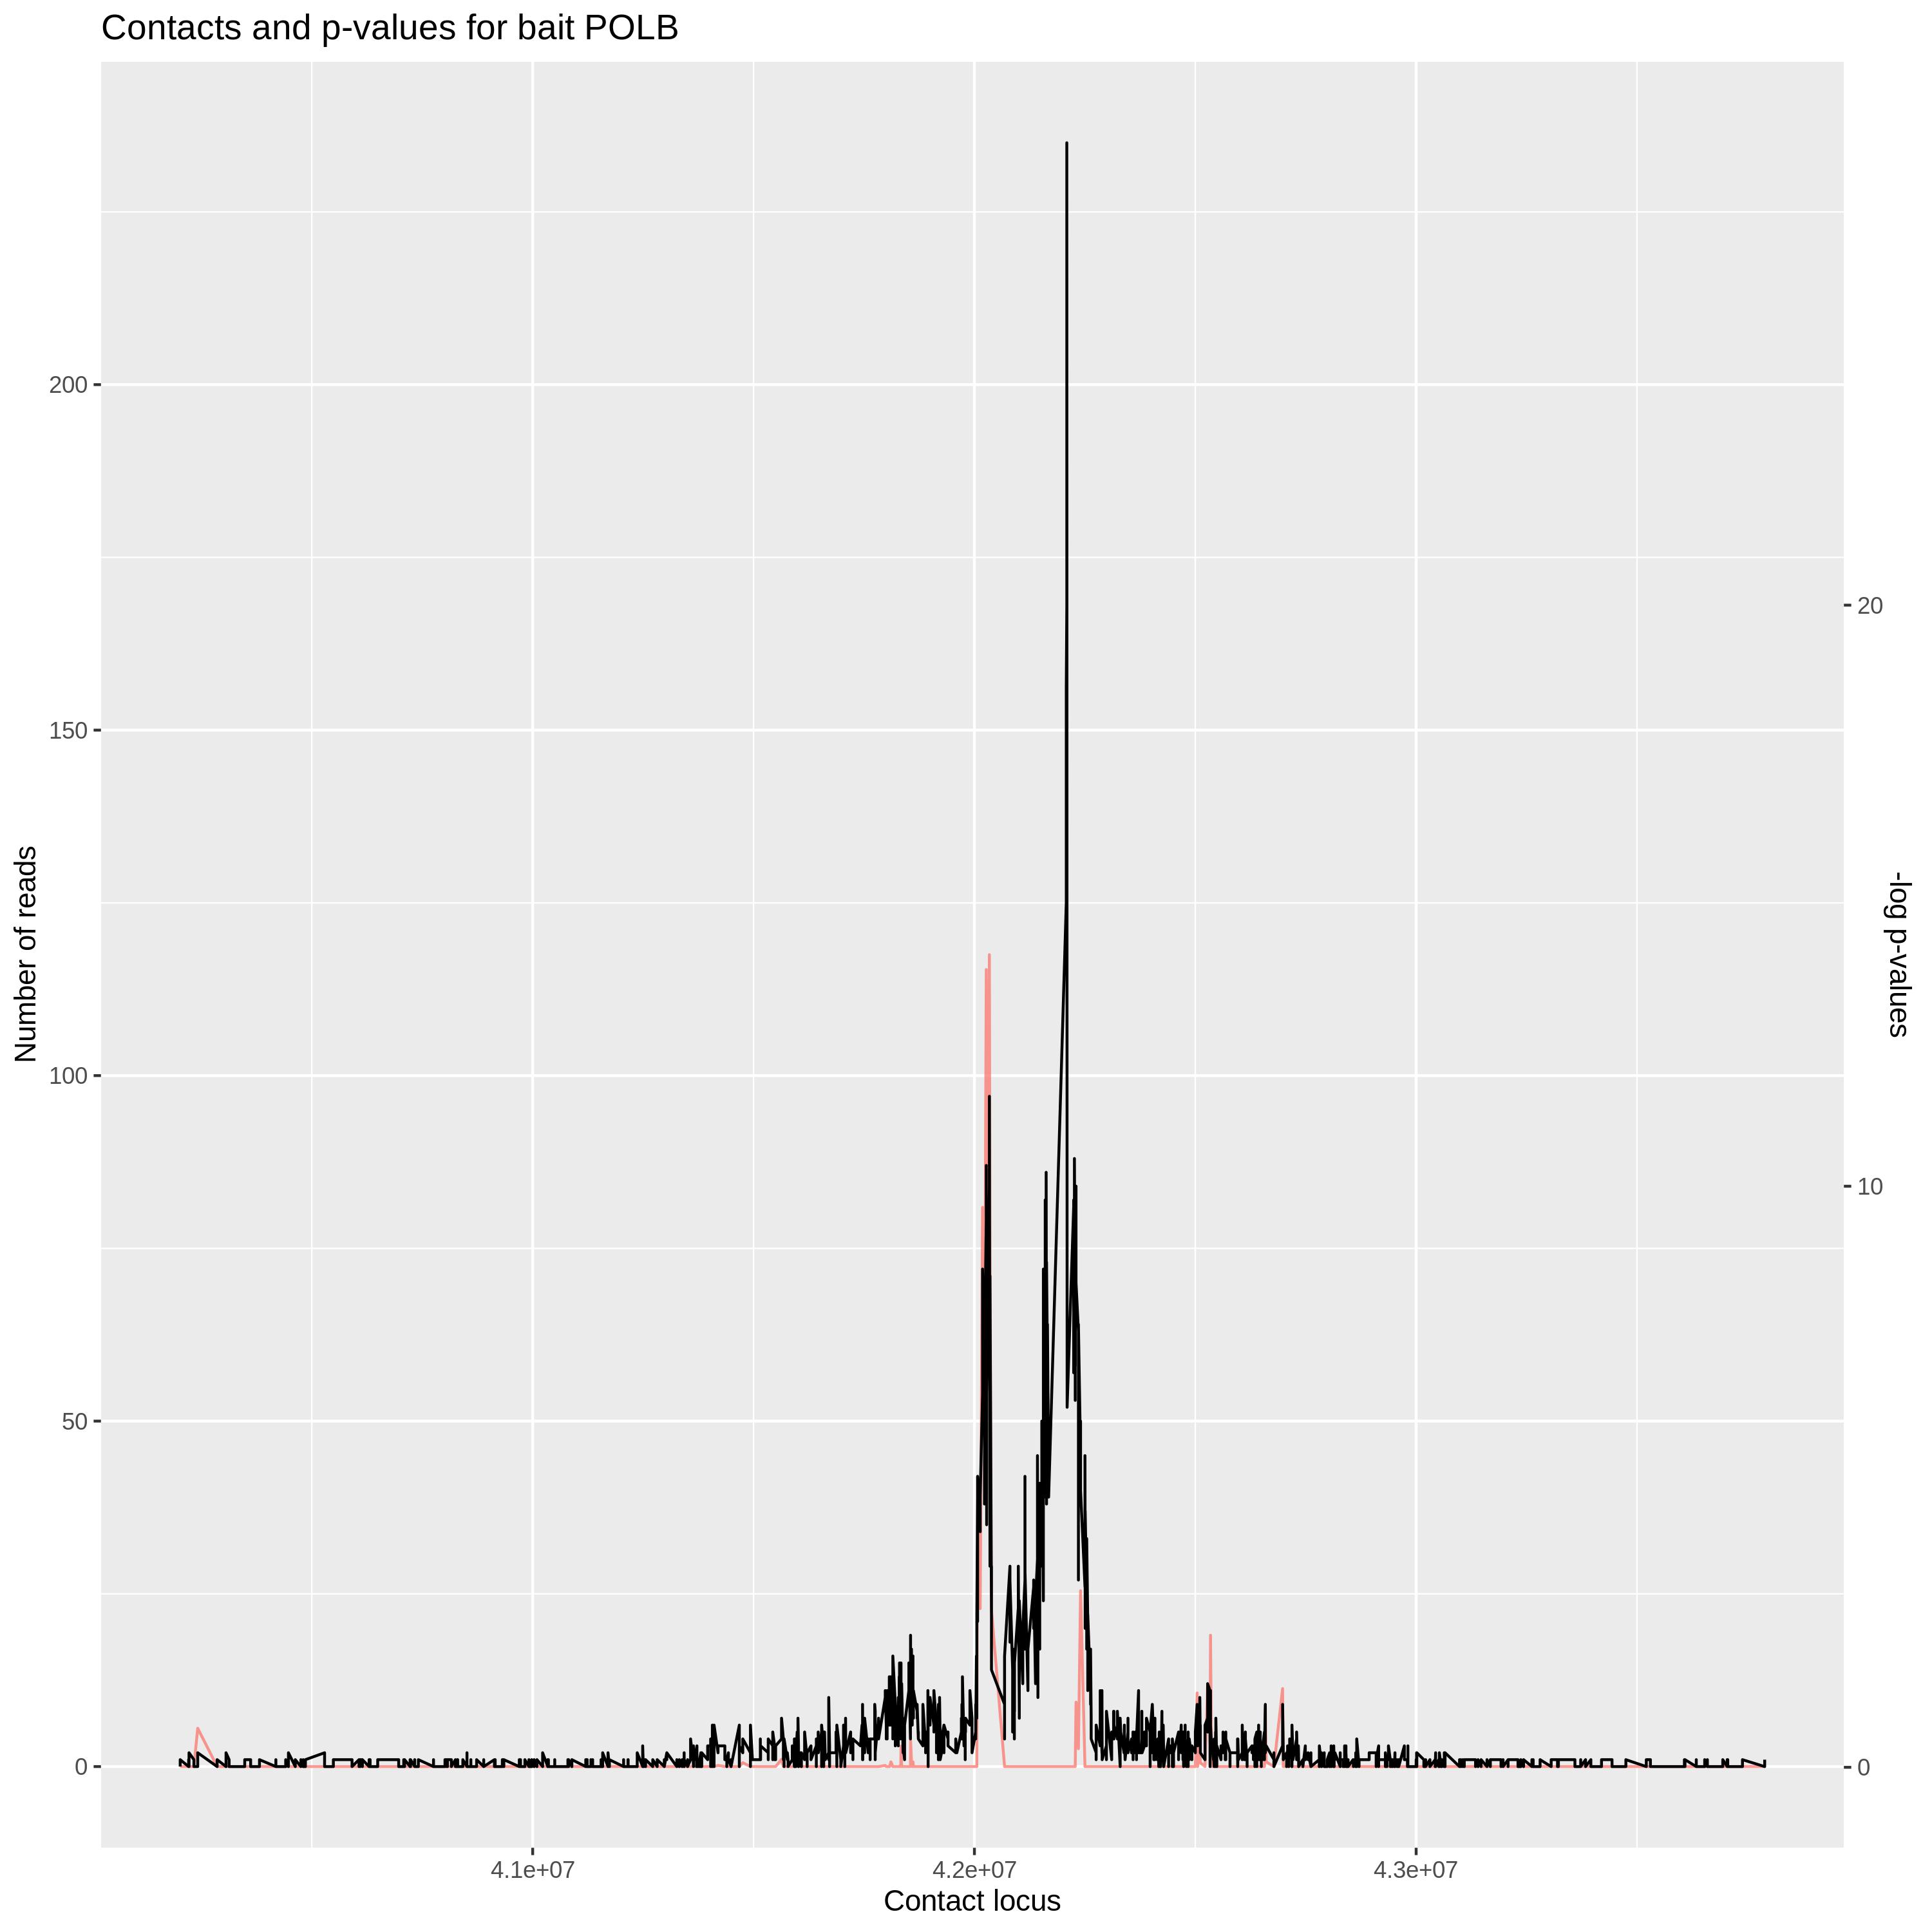 Contacts and p-values for bait POLB
Number of reads
200
150
100
50
0
20
10
0
-log p-values
4.1e+07
4.2e+07
4.3e+07
Contact locus